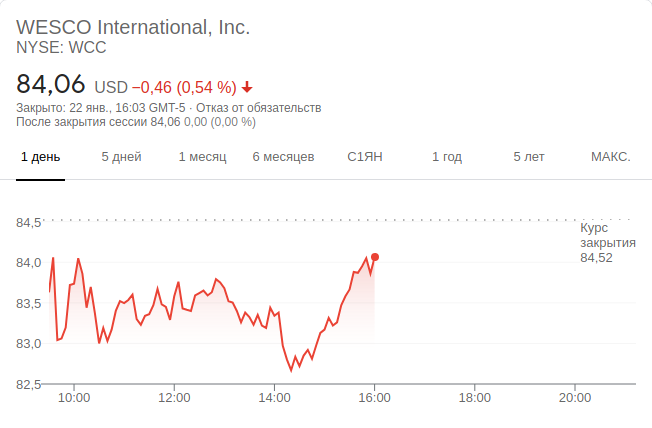 WESCO International, Inc.
NYSE: WCC
84,06 USD −0,46 (0,54 %)
Закрыто: 22 янв., 16:03 GMT-5 · Отказ от обязательств
После закрытия сессии 84,06 0,00 (0,00 %)
1 день 5 дней 1 месяц 6 месяцев С1ЯН 1 год 5 лет МАКС.
84,5
Курс
закрытия
84,52
84,0
83,5
83,0
82,5
10:00 12:00 14:00 16:00 18:00 20:00